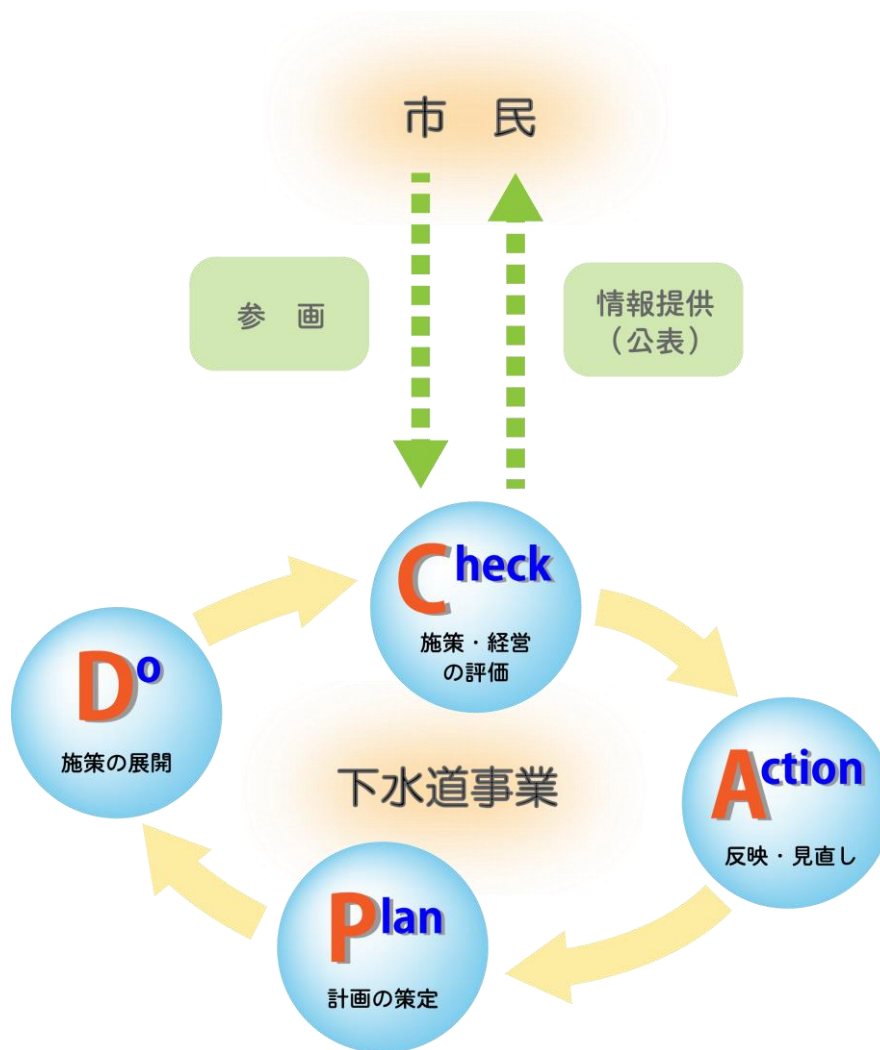 市　民
参　画
情報提供
（公表）
Check
施策・経営
の評価
Do
施策の展開
下水道事業
Action
反映・見直し
Plan
計画の策定